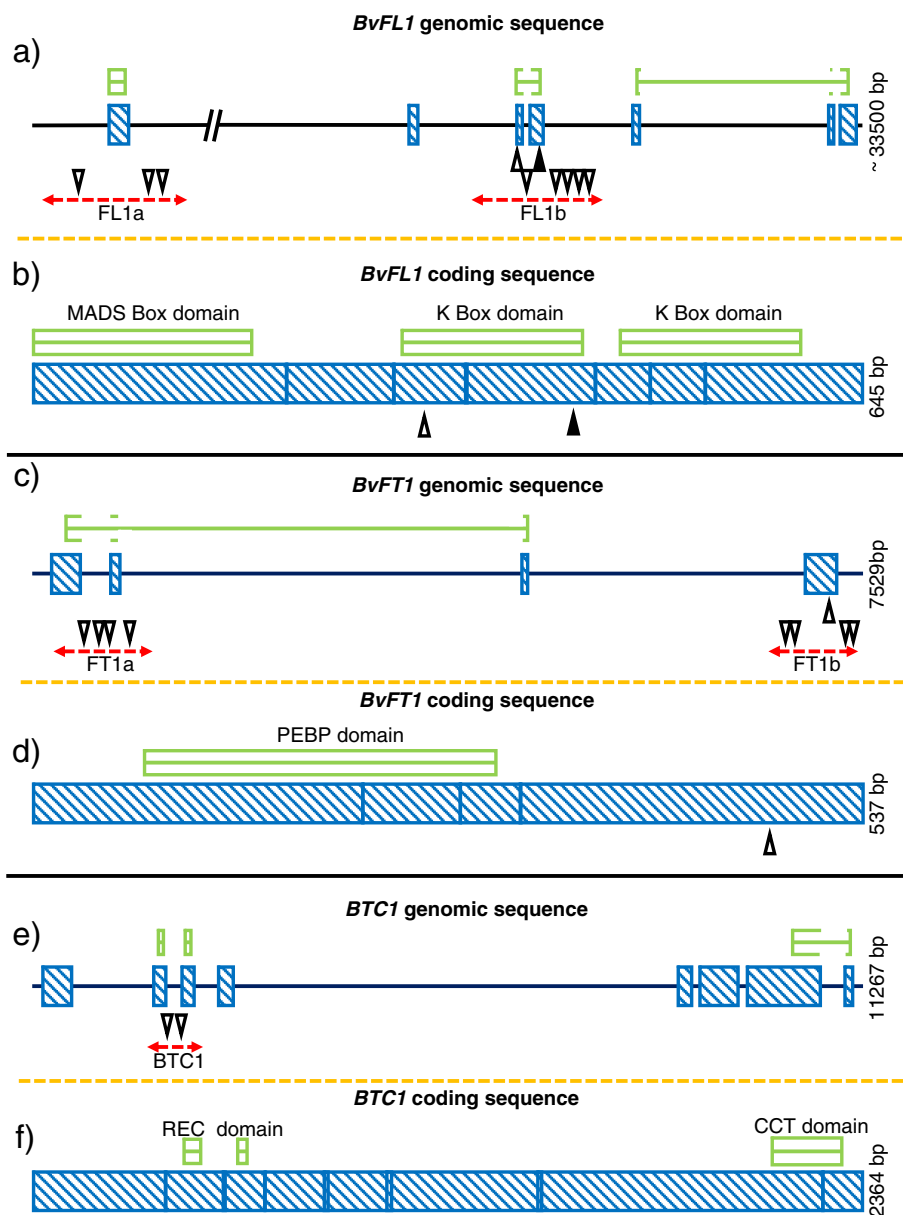 BvFL1 genomic sequence
a)
~ 33500 bp
FL1a
FL1b
BvFL1 coding sequence
b)
MADS Box domain
K Box domain
K Box domain
645 bp
c)
BvFT1 genomic sequence
7529bp
FT1a
FT1b
BvFT1 coding sequence
d)
PEBP domain
537 bp
BTC1 genomic sequence
e)
11267 bp
BTC1
BTC1 coding sequence
f)
REC domain
CCT domain
2364 bp